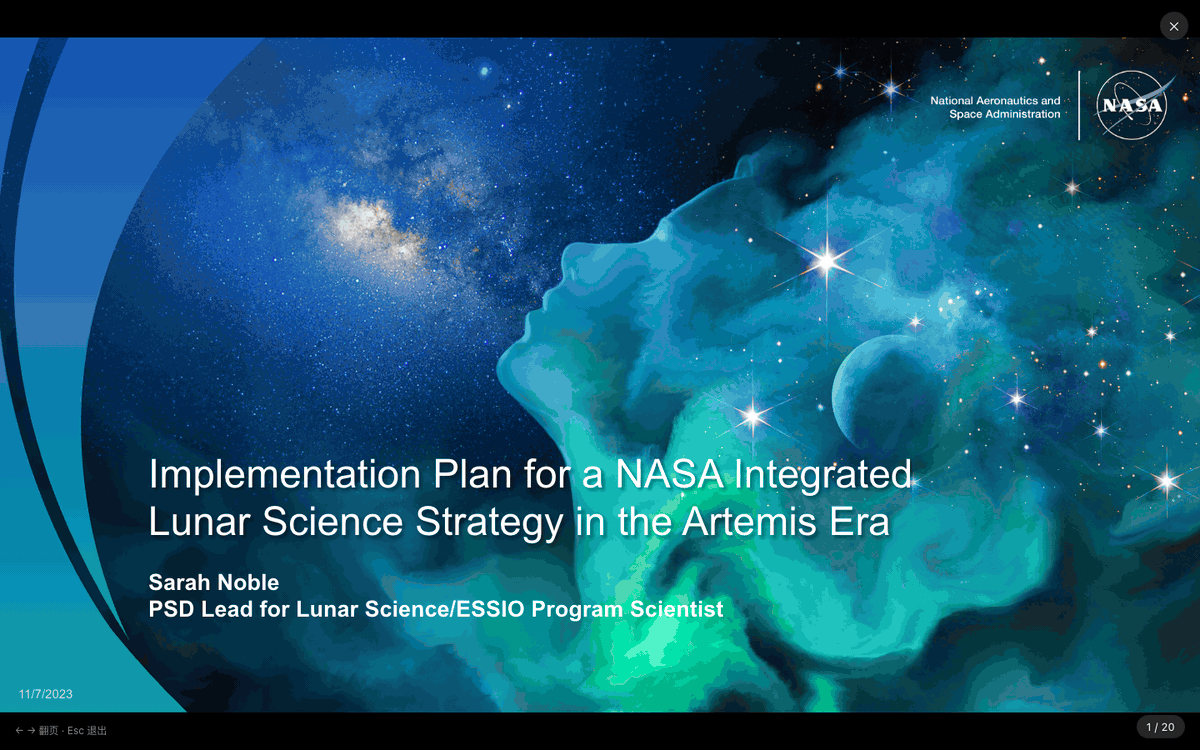 National Aeronautics and
Space Administration
NASA
Implementation Plan for a NASA Integrated
Lunar Science Strategy in the Artemis Era
Sarah Noble
PSD Lead for Lunar Science/ESSIO Program Scientist
11/7/2023
← → 翻页 · Esc 退出
1 / 20